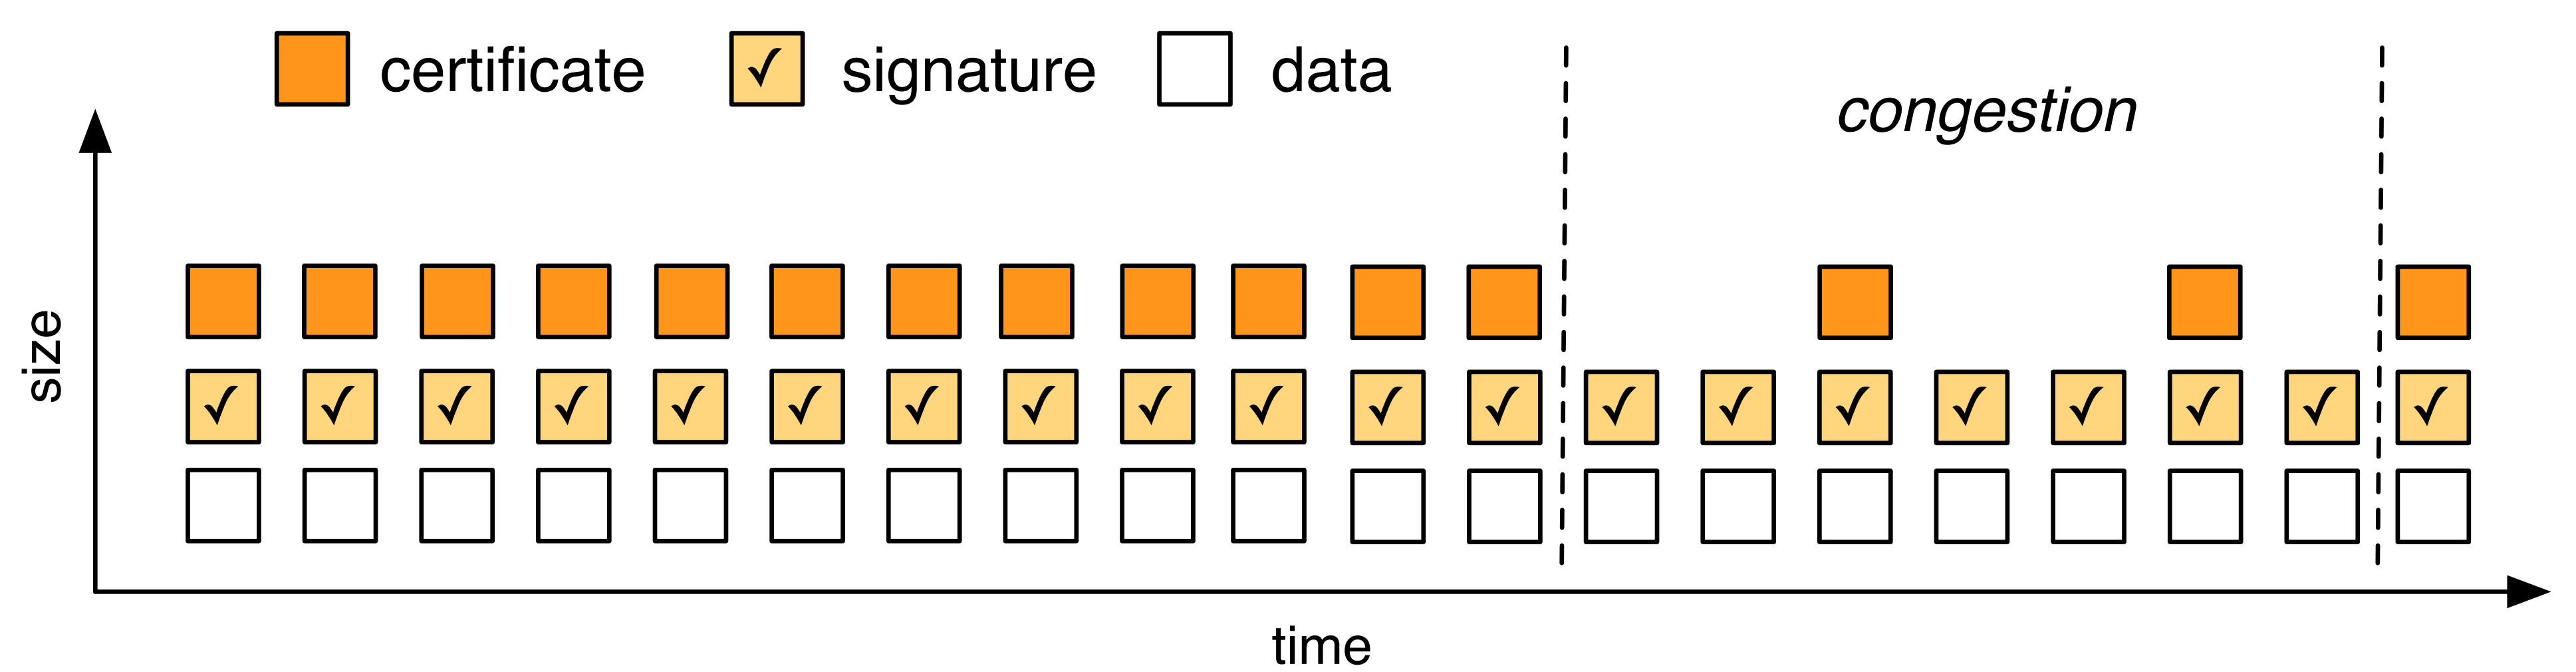 certificate
signature
data
congestion
size
time